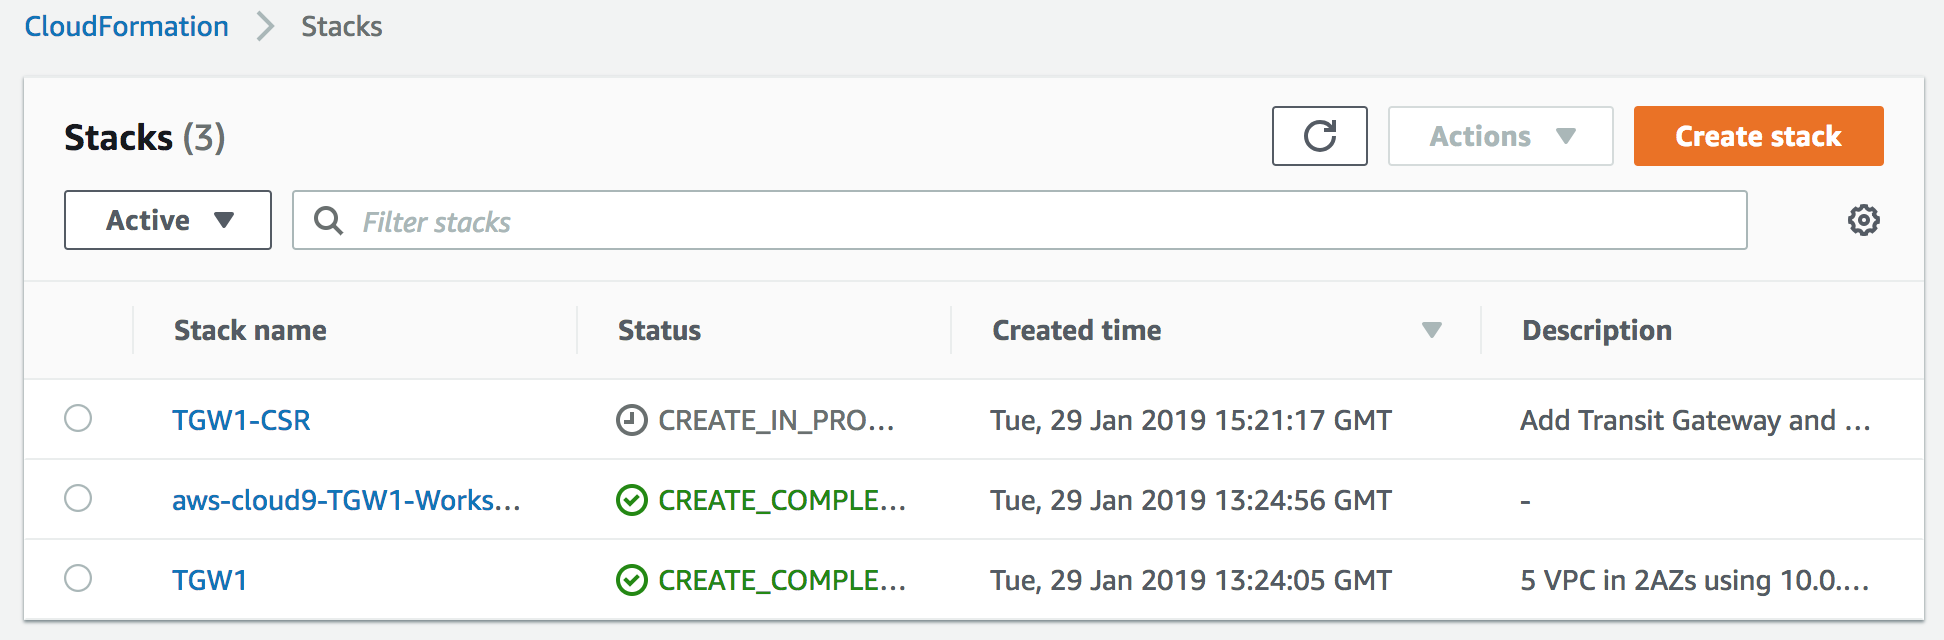 CloudFormation Stacks
Stacks (3)
Actions Create stack
Active Filter stacks
Stack name Status Created time Description
TGW1-CSR CREATE_IN_PRO... Tue, 29 Jan 2019 15:21:17 GMT Add Transit Gateway and ...
aws-cloud9-TGW1-Works... CREATE_COMPLE... Tue, 29 Jan 2019 13:24:56 GMT -
TGW1 CREATE_COMPLE... Tue, 29 Jan 2019 13:24:05 GMT 5 VPC in 2AZs using 10.0....